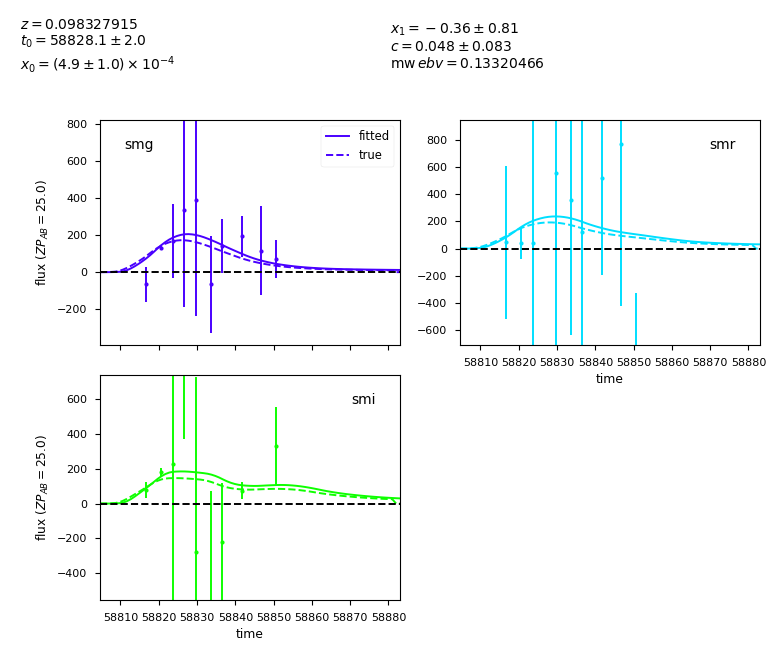 z = 0.098327915
t₀ = 58828.1 ± 2.0
x₀ = (4.9 ± 1.0) × 10⁻⁴
x₁ = −0.36 ± 0.81
c = 0.048 ± 0.083
mw ebv = 0.13320466
smg
fitted
true
800
600
400
200
0
−200
flux (ZP_AB = 25.0)
smr
800
600
400
200
0
−200
−400
−600
58810 58820 58830 58840 58850 58860 58870 58880
time
smi
600
400
200
0
−200
−400
flux (ZP_AB = 25.0)
58810 58820 58830 58840 58850 58860 58870 58880
time